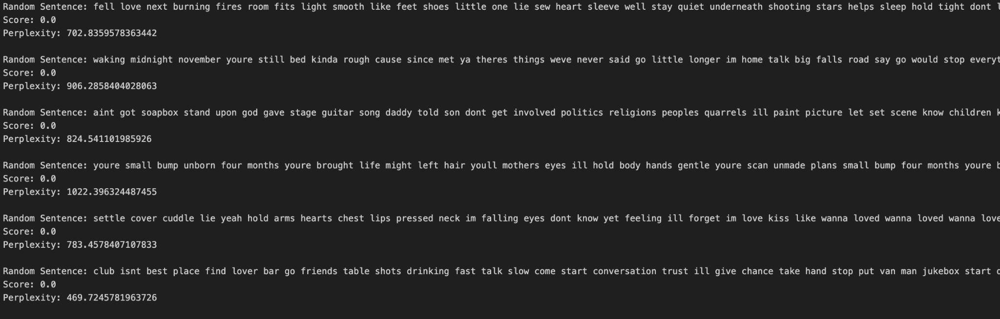 Random Sentence: fell love next burning fires room fits light smooth like feet shoes little one lie sew heart sleeve well stay quiet underneath shooting stars helps sleep hold tight dont
Score: 0.0
Perplexity: 702.8359578363442
Random Sentence: waking midnight november youre still bed kinda rough cause since met ya theres things weve never said go little longer im home talk big falls road say go would stop everyt
Score: 0.0
Perplexity: 906.2858404028063
Random Sentence: aint got soapbox stand upon god gave stage guitar song daddy told son dont get involved politics religions peoples quarrels ill paint picture let set scene know children k
Score: 0.0
Perplexity: 824.541101985926
Random Sentence: youre small bump unborn four months youre brought life might left hair youll mothers eyes ill hold body hands gentle youre scan unmade plans small bump four months youre b
Score: 0.0
Perplexity: 1022.396324487455
Random Sentence: settle cover cuddle lie yeah hold arms hearts chest lips pressed neck im falling eyes dont know yet feeling ill forget im love kiss like wanna loved wanna loved wanna love
Score: 0.0
Perplexity: 783.4578407107833
Random Sentence: club isnt best place find lover bar go friends table shots drinking fast talk slow come start conversation trust ill give chance take hand stop put van man jukebox start
Score: 0.0
Perplexity: 469.7245781963726